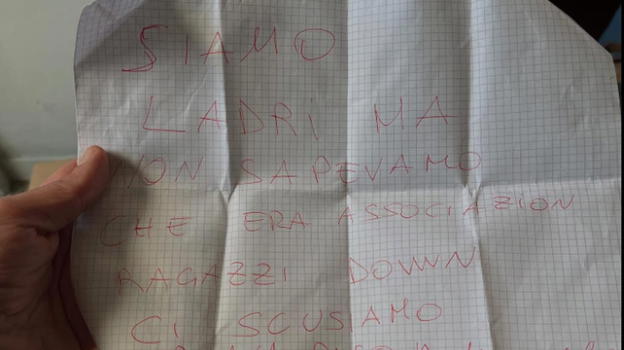 SIAMO
LADRI MA
NON SAPEVAMO
CHE ERA ASSOCIAZION
RAGAZZI DOWN
CI SCUSIAMO